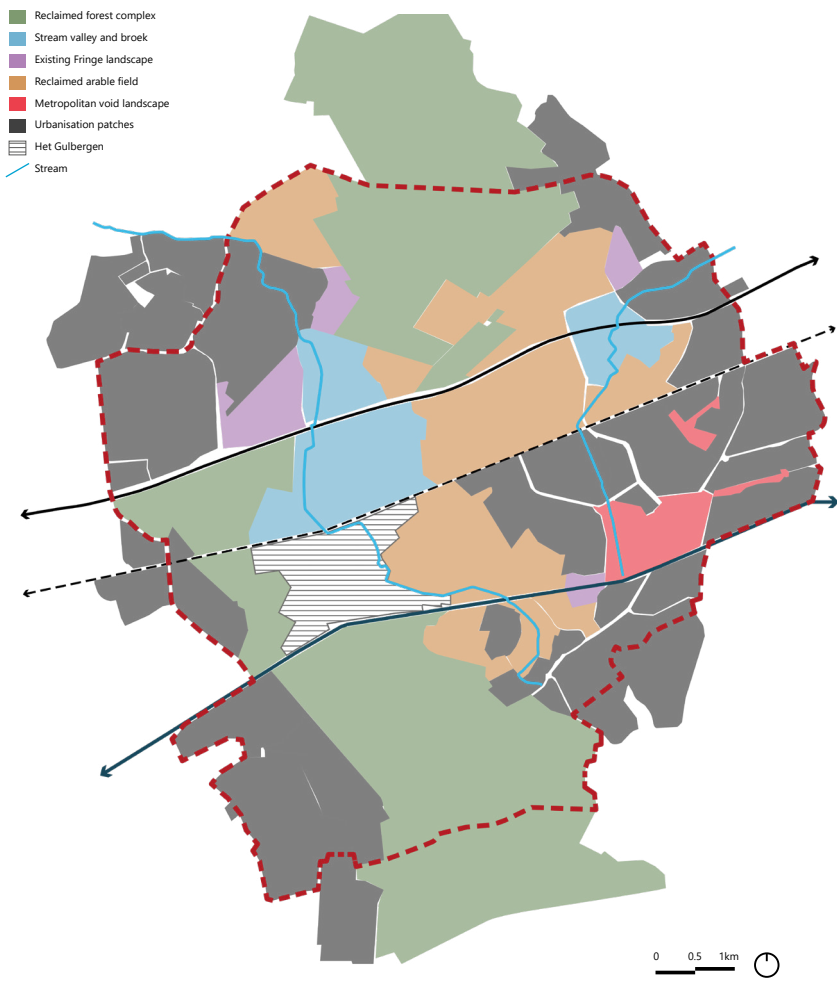 Reclaimed forest complex
Stream valley and broek
Existing Fringe landscape
Reclaimed arable field
Metropolitan void landscape
Urbanisation patches
Het Gulbergen
Stream
0 0.5 1km